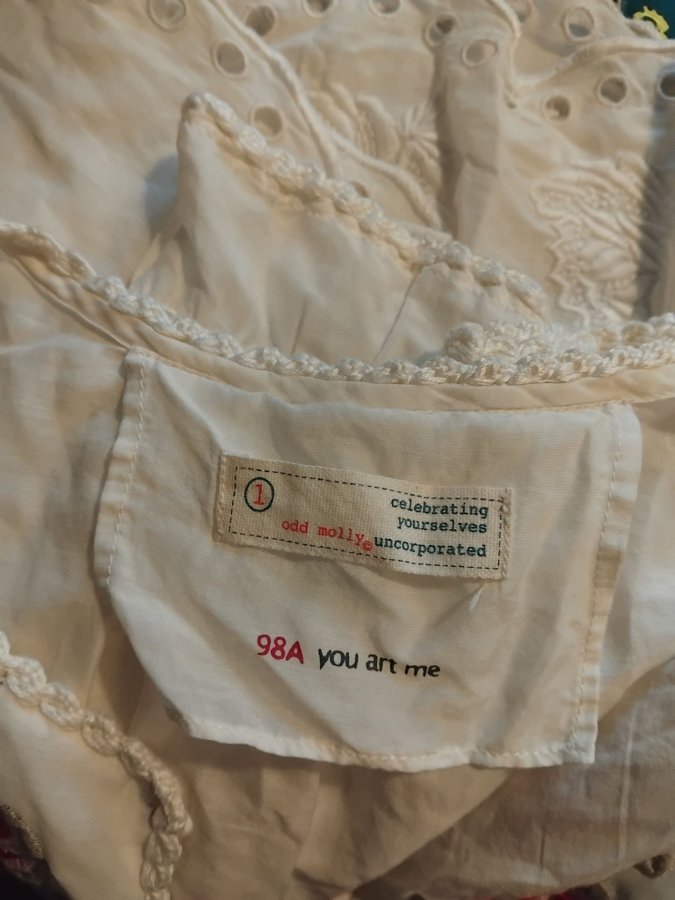 1
celebrating
yourselves
odd molly© uncorporated
98A you art me